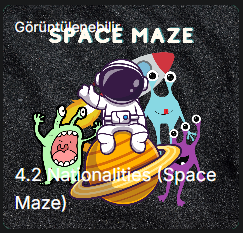 Görüntülenebilir
SPACE MAZE
4.2 Nationalities (Space
Maze)